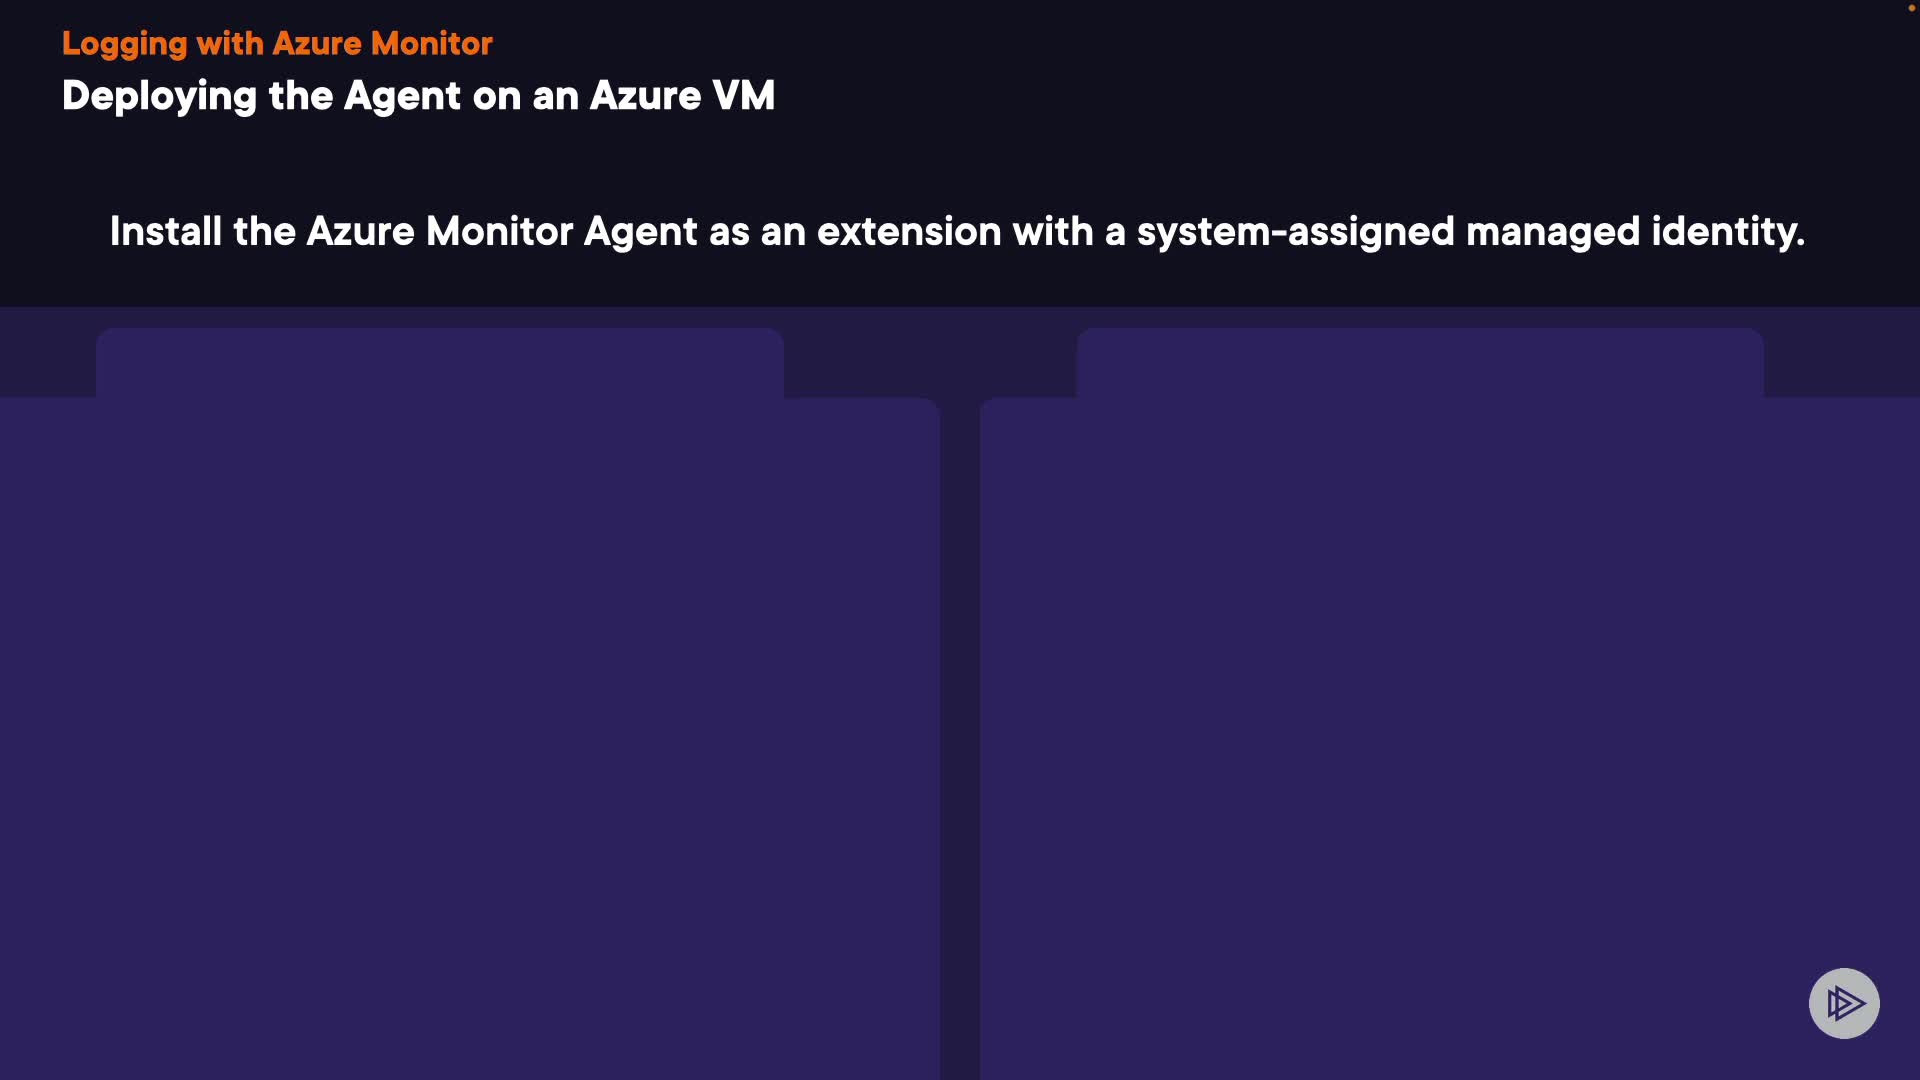 Logging with Azure Monitor
Deploying the Agent on an Azure VM
Install the Azure Monitor Agent as an extension with a system-assigned managed identity.